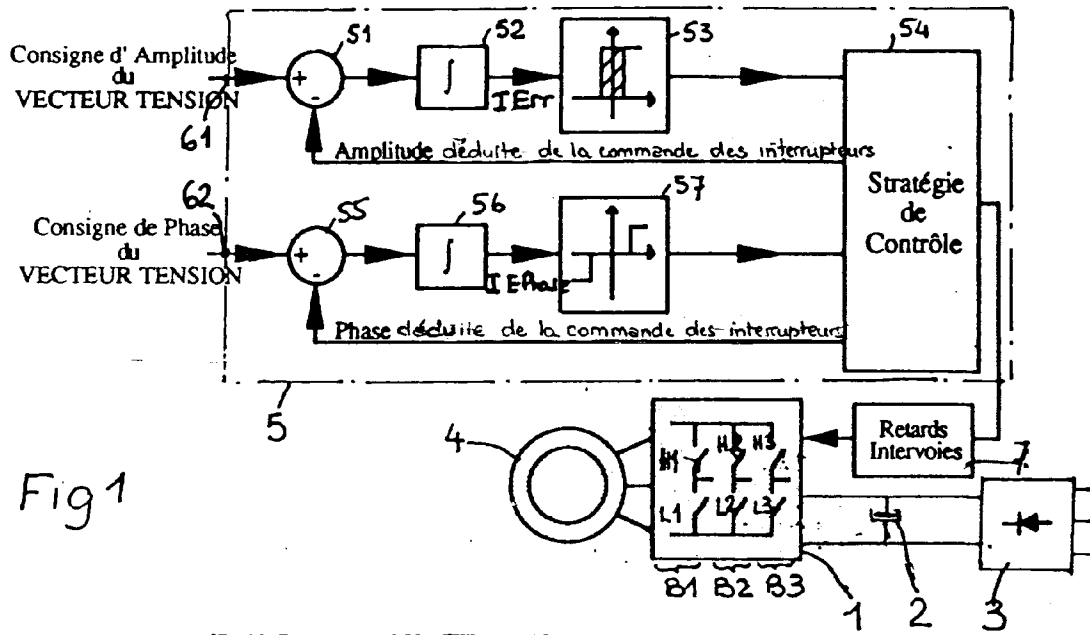 51
52
53
54
Consigne d' Amplitude
du
VECTEUR TENSION
+
-
∫
IErr
61
Amplitude déduite de la commande des interrupteurs
62
55
56
57
Consigne de Phase
du
VECTEUR TENSION
+
-
∫
IEPhase
Stratégie
de
Contrôle
Phase déduite de la commande des interrupteurs
5
4
Retards
Intervoies
7
H1
H3
L1
L2
L3
Fig 1
B1
B2
B3
1
2
3